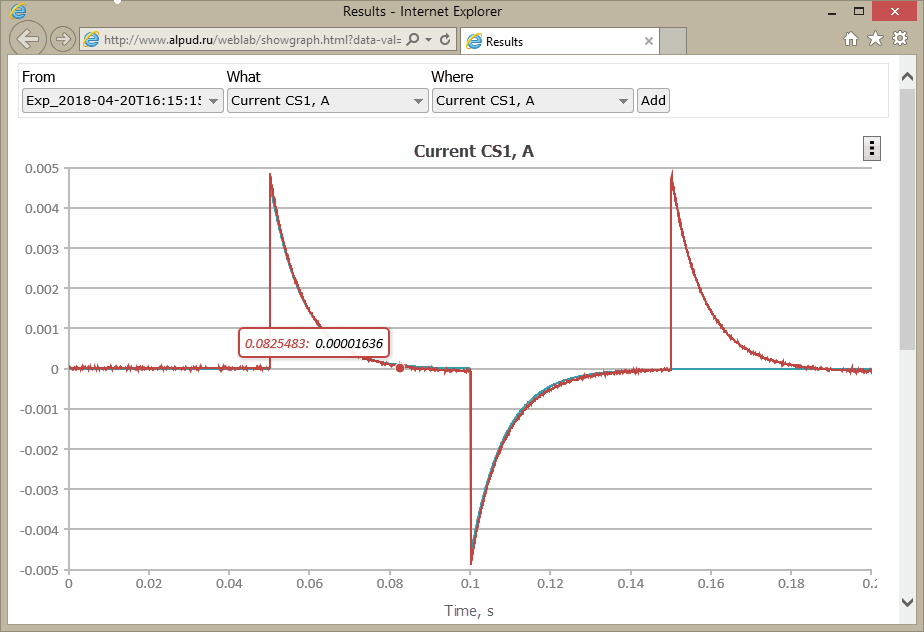 Results - Internet Explorer
http://www.alpud.ru/weblab/showgraph.html?data-val=
Results
From What Where
Exp_2018-04-20T16:15:15 Current CS1, A Current CS1, A Add
Current CS1, A
0.005
0.004
0.003
0.002
0.001
0
-0.001
-0.002
-0.003
-0.004
-0.005
0.0825483: 0.00001636
0 0.02 0.04 0.06 0.08 0.1 0.12 0.14 0.16 0.18 0.2
Time, s